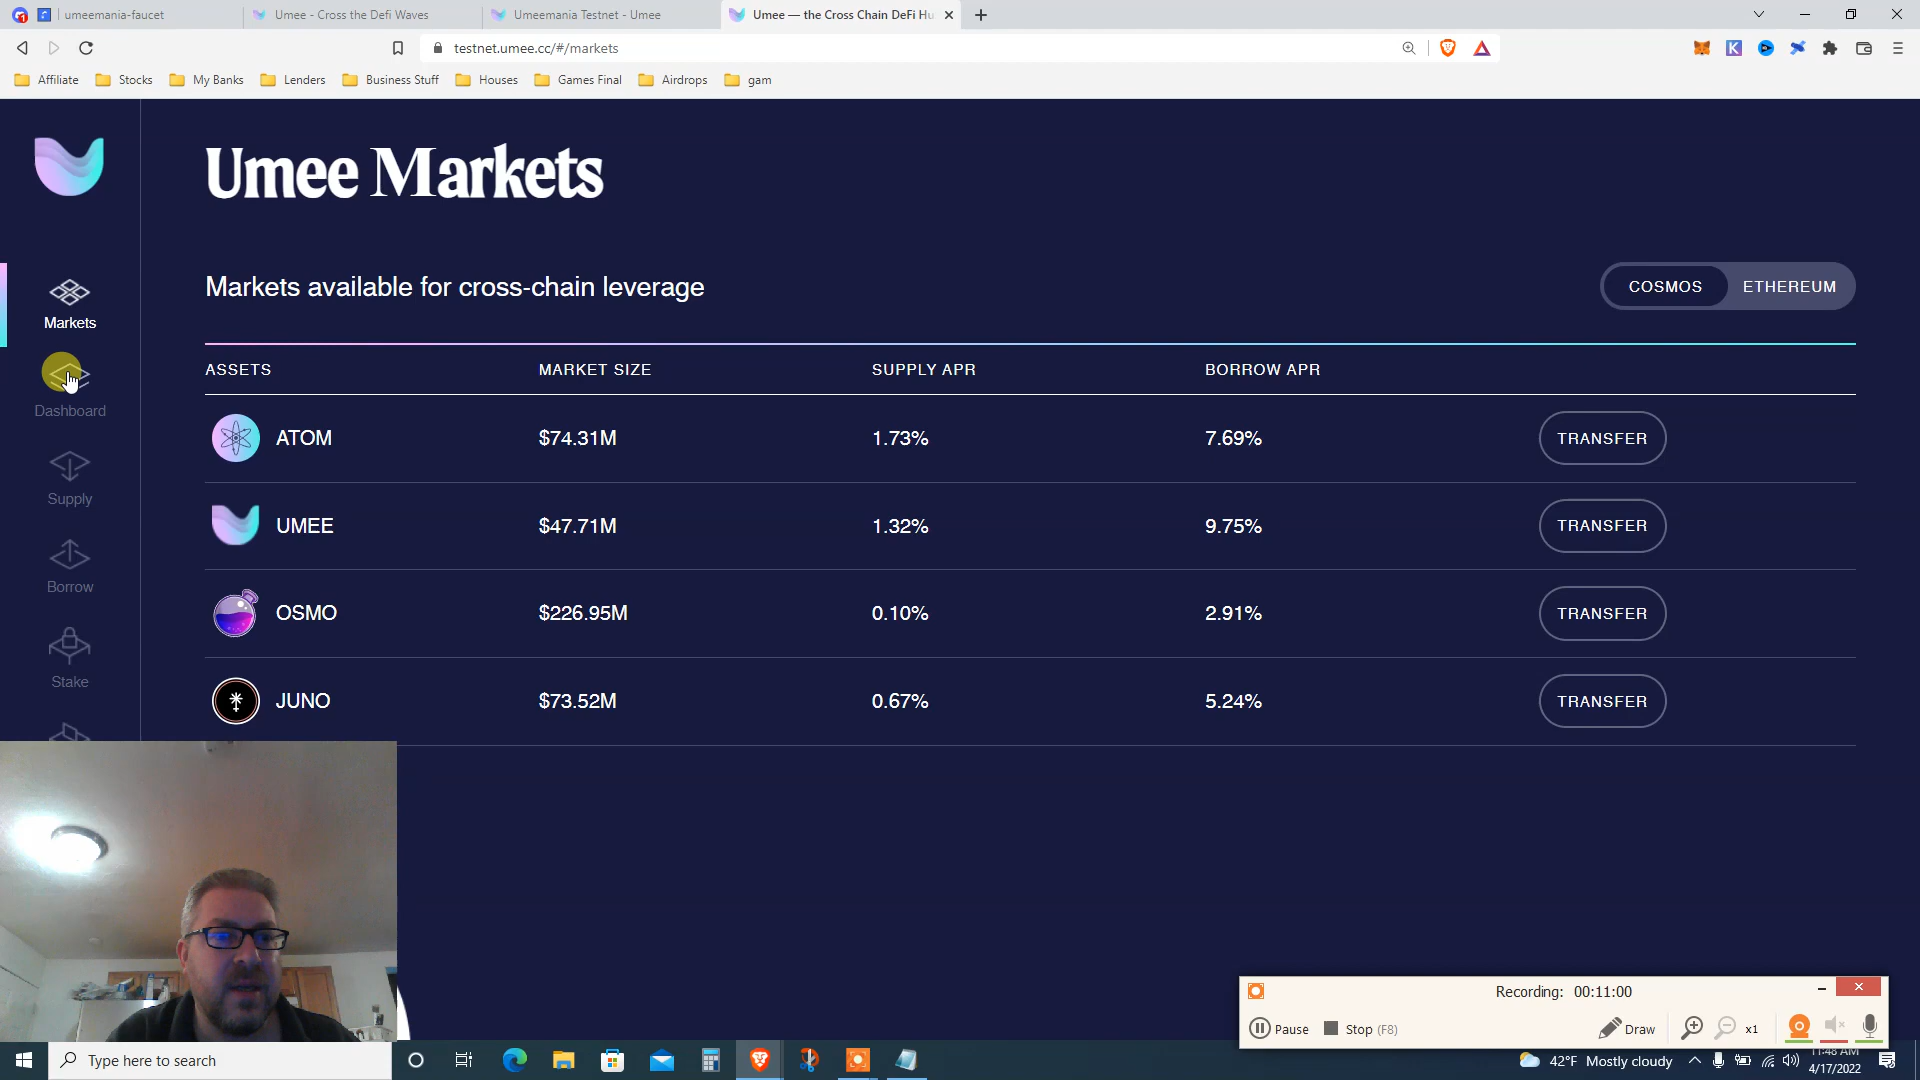 umeemania-faucet
Umee - Cross the Defi Waves
Umeemania Testnet - Umee
Umee — the Cross Chain DeFi Hu
testnet.umee.cc/#/markets
Affiliate
Stocks
My Banks
Lenders
Business Stuff
Houses
Games Final
Airdrops
gam
Umee Markets
Markets available for cross-chain leverage
COSMOS
ETHEREUM
Markets
Dashboard
Supply
Borrow
Stake
ASSETS MARKET SIZE SUPPLY APR BORROW APR
ATOM $74.31M 1.73% 7.69% TRANSFER
UMEE $47.71M 1.32% 9.75% TRANSFER
OSMO $226.95M 0.10% 2.91% TRANSFER
JUNO $73.52M 0.67% 5.24% TRANSFER
Recording: 00:11:00
Pause
Stop (F8)
Draw
x1
Type here to search
42°F Mostly cloudy
11:48 AM
4/17/2022